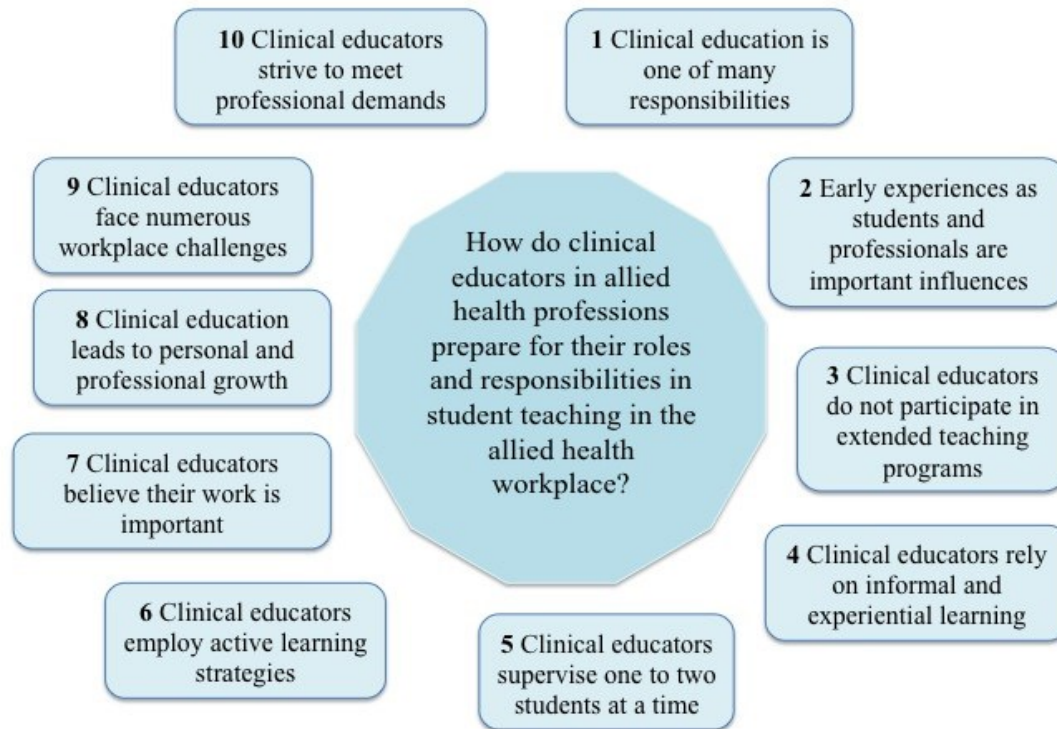 How do clinical
educators in allied
health professions
prepare for their roles
and responsibilities in
student teaching in the
allied health
workplace?
1 Clinical education is
one of many
responsibilities
2 Early experiences as
students and
professionals are
important influences
3 Clinical educators
do not participate in
extended teaching
programs
4 Clinical educators rely
on informal and
experiential learning
5 Clinical educators
supervise one to two
students at a time
6 Clinical educators
employ active learning
strategies
7 Clinical educators
believe their work is
important
8 Clinical education
leads to personal and
professional growth
9 Clinical educators
face numerous
workplace challenges
10 Clinical educators
strive to meet
professional demands